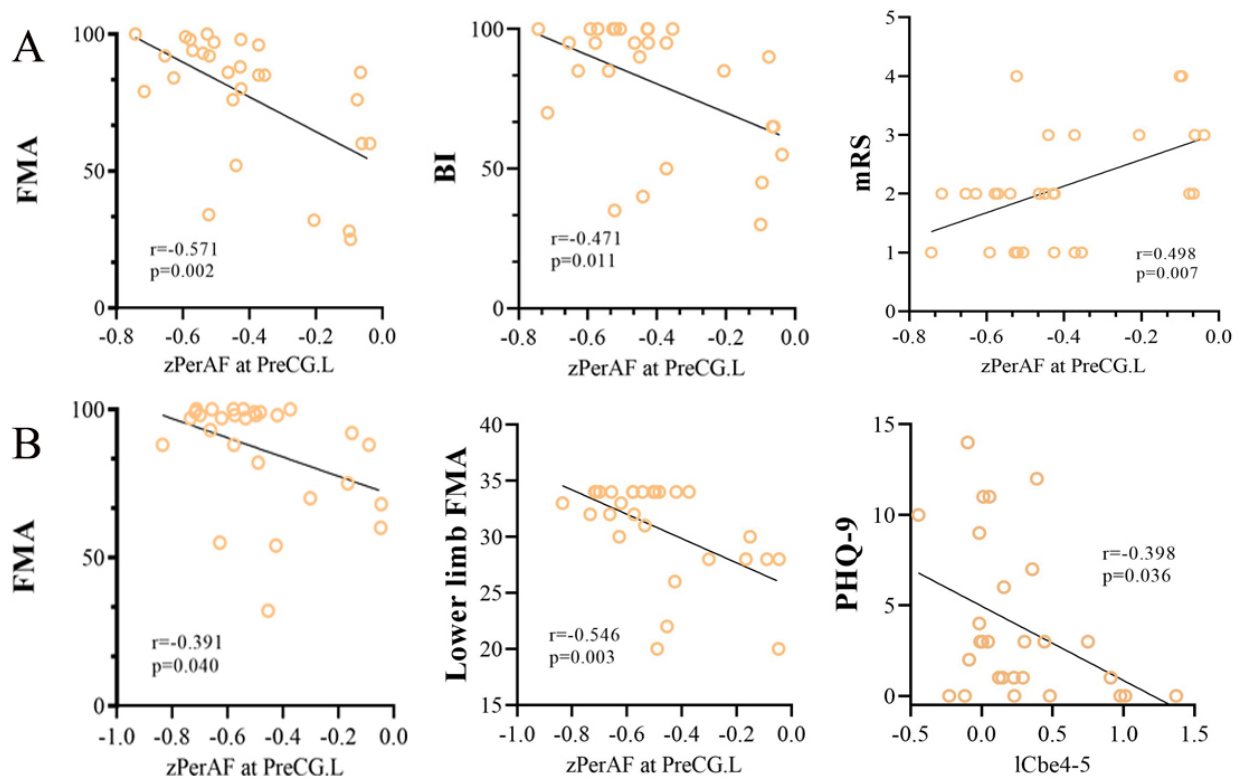 A
FMA
100
50
0
r=-0.571
p=0.002
-0.8 -0.6 -0.4 -0.2 0.0
zPerAF at PreCG.L
BI
100
50
0
r=-0.471
p=0.011
-0.8 -0.6 -0.4 -0.2 0.0
zPerAF at PreCG.L
mRS
5
4
3
2
1
0
r=0.498
p=0.007
-0.8 -0.6 -0.4 -0.2 0.0
zPerAF at PreCG.L
B
FMA
100
50
0
r=-0.391
p=0.040
-1.0 -0.8 -0.6 -0.4 -0.2 0.0
zPerAF at PreCG.L
Lower limb FMA
40
35
30
25
20
15
r=-0.546
p=0.003
-1.0 -0.8 -0.6 -0.4 -0.2 0.0
zPerAF at PreCG.L
PHQ-9
15
10
5
0
r=-0.398
p=0.036
-0.5 0.0 0.5 1.0 1.5
lCbe4-5